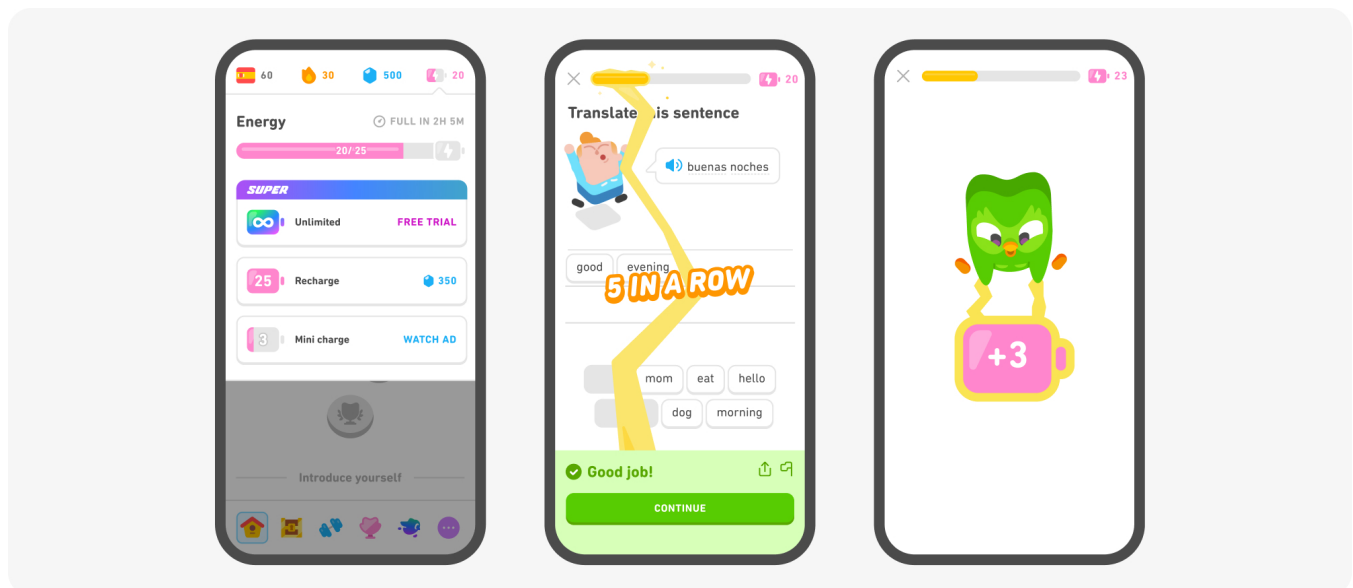 60 30 500 20
Energy FULL IN 2H 5M
20/25
SUPER
Unlimited FREE TRIAL
25 Recharge 350
3 Mini charge WATCH AD
Introduce yourself
20
Translate this sentence
buenas noches
good evening
5 IN A ROW
mom eat hello
dog morning
Good job!
CONTINUE
23
+3